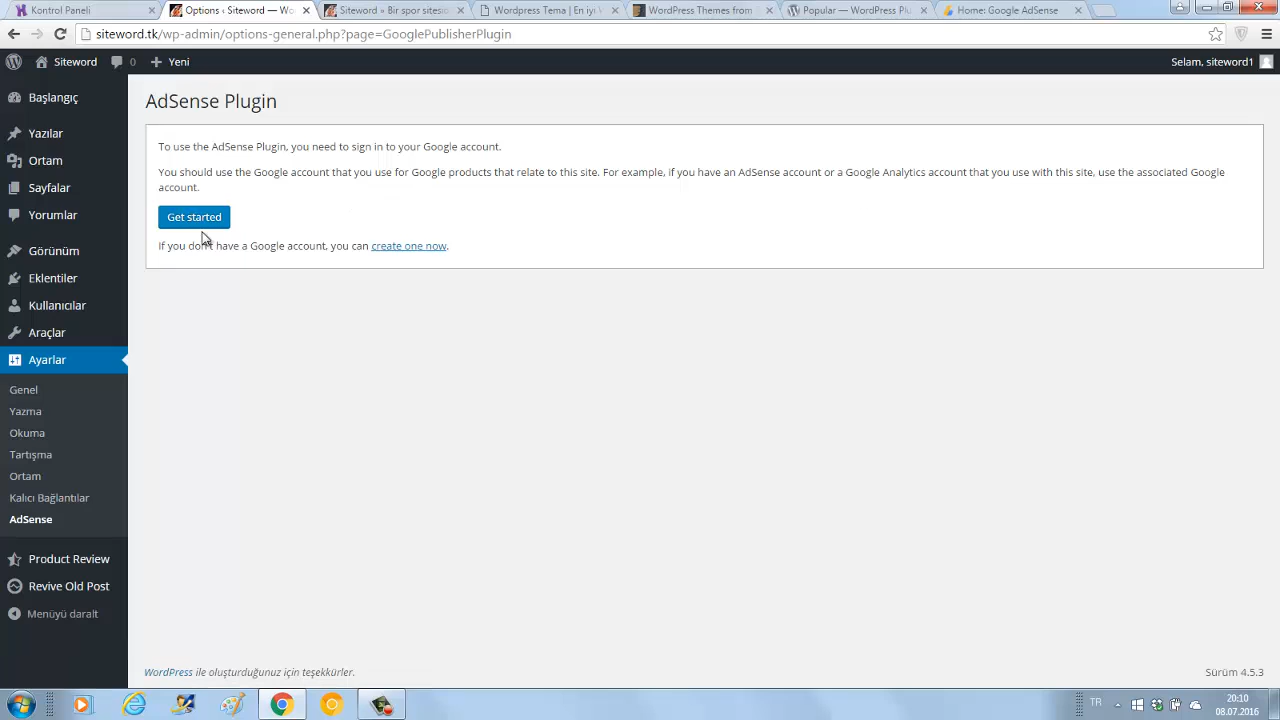 Kontrol Paneli
Options ‹ Siteword — Wo
Siteword » Bir spor sitesi
Wordpress Tema | En iyi
WordPress Themes from
Popular — WordPress Plu
Home: Google AdSense
siteword.tk/wp-admin/options-general.php?page=GooglePublisherPlugin
Siteword
0
Yeni
Selam, siteword1
Başlangıç
Yazılar
Ortam
Sayfalar
Yorumlar
Görünüm
Eklentiler
Kullanıcılar
Araçlar
Ayarlar
Genel
Yazma
Okuma
Tartışma
Ortam
Kalıcı Bağlantılar
AdSense
Product Review
Revive Old Post
Menüyü daralt
AdSense Plugin
To use the AdSense Plugin, you need to sign in to your Google account.
You should use the Google account that you use for Google products that relate to this site. For example, if you have an AdSense account or a Google Analytics account that you use with this site, use the associated Google
account.
Get started
If you don't have a Google account, you can create one now.
WordPress ile oluşturduğunuz için teşekkürler.
Sürüm 4.5.3
TR
20:10
08.07.2016